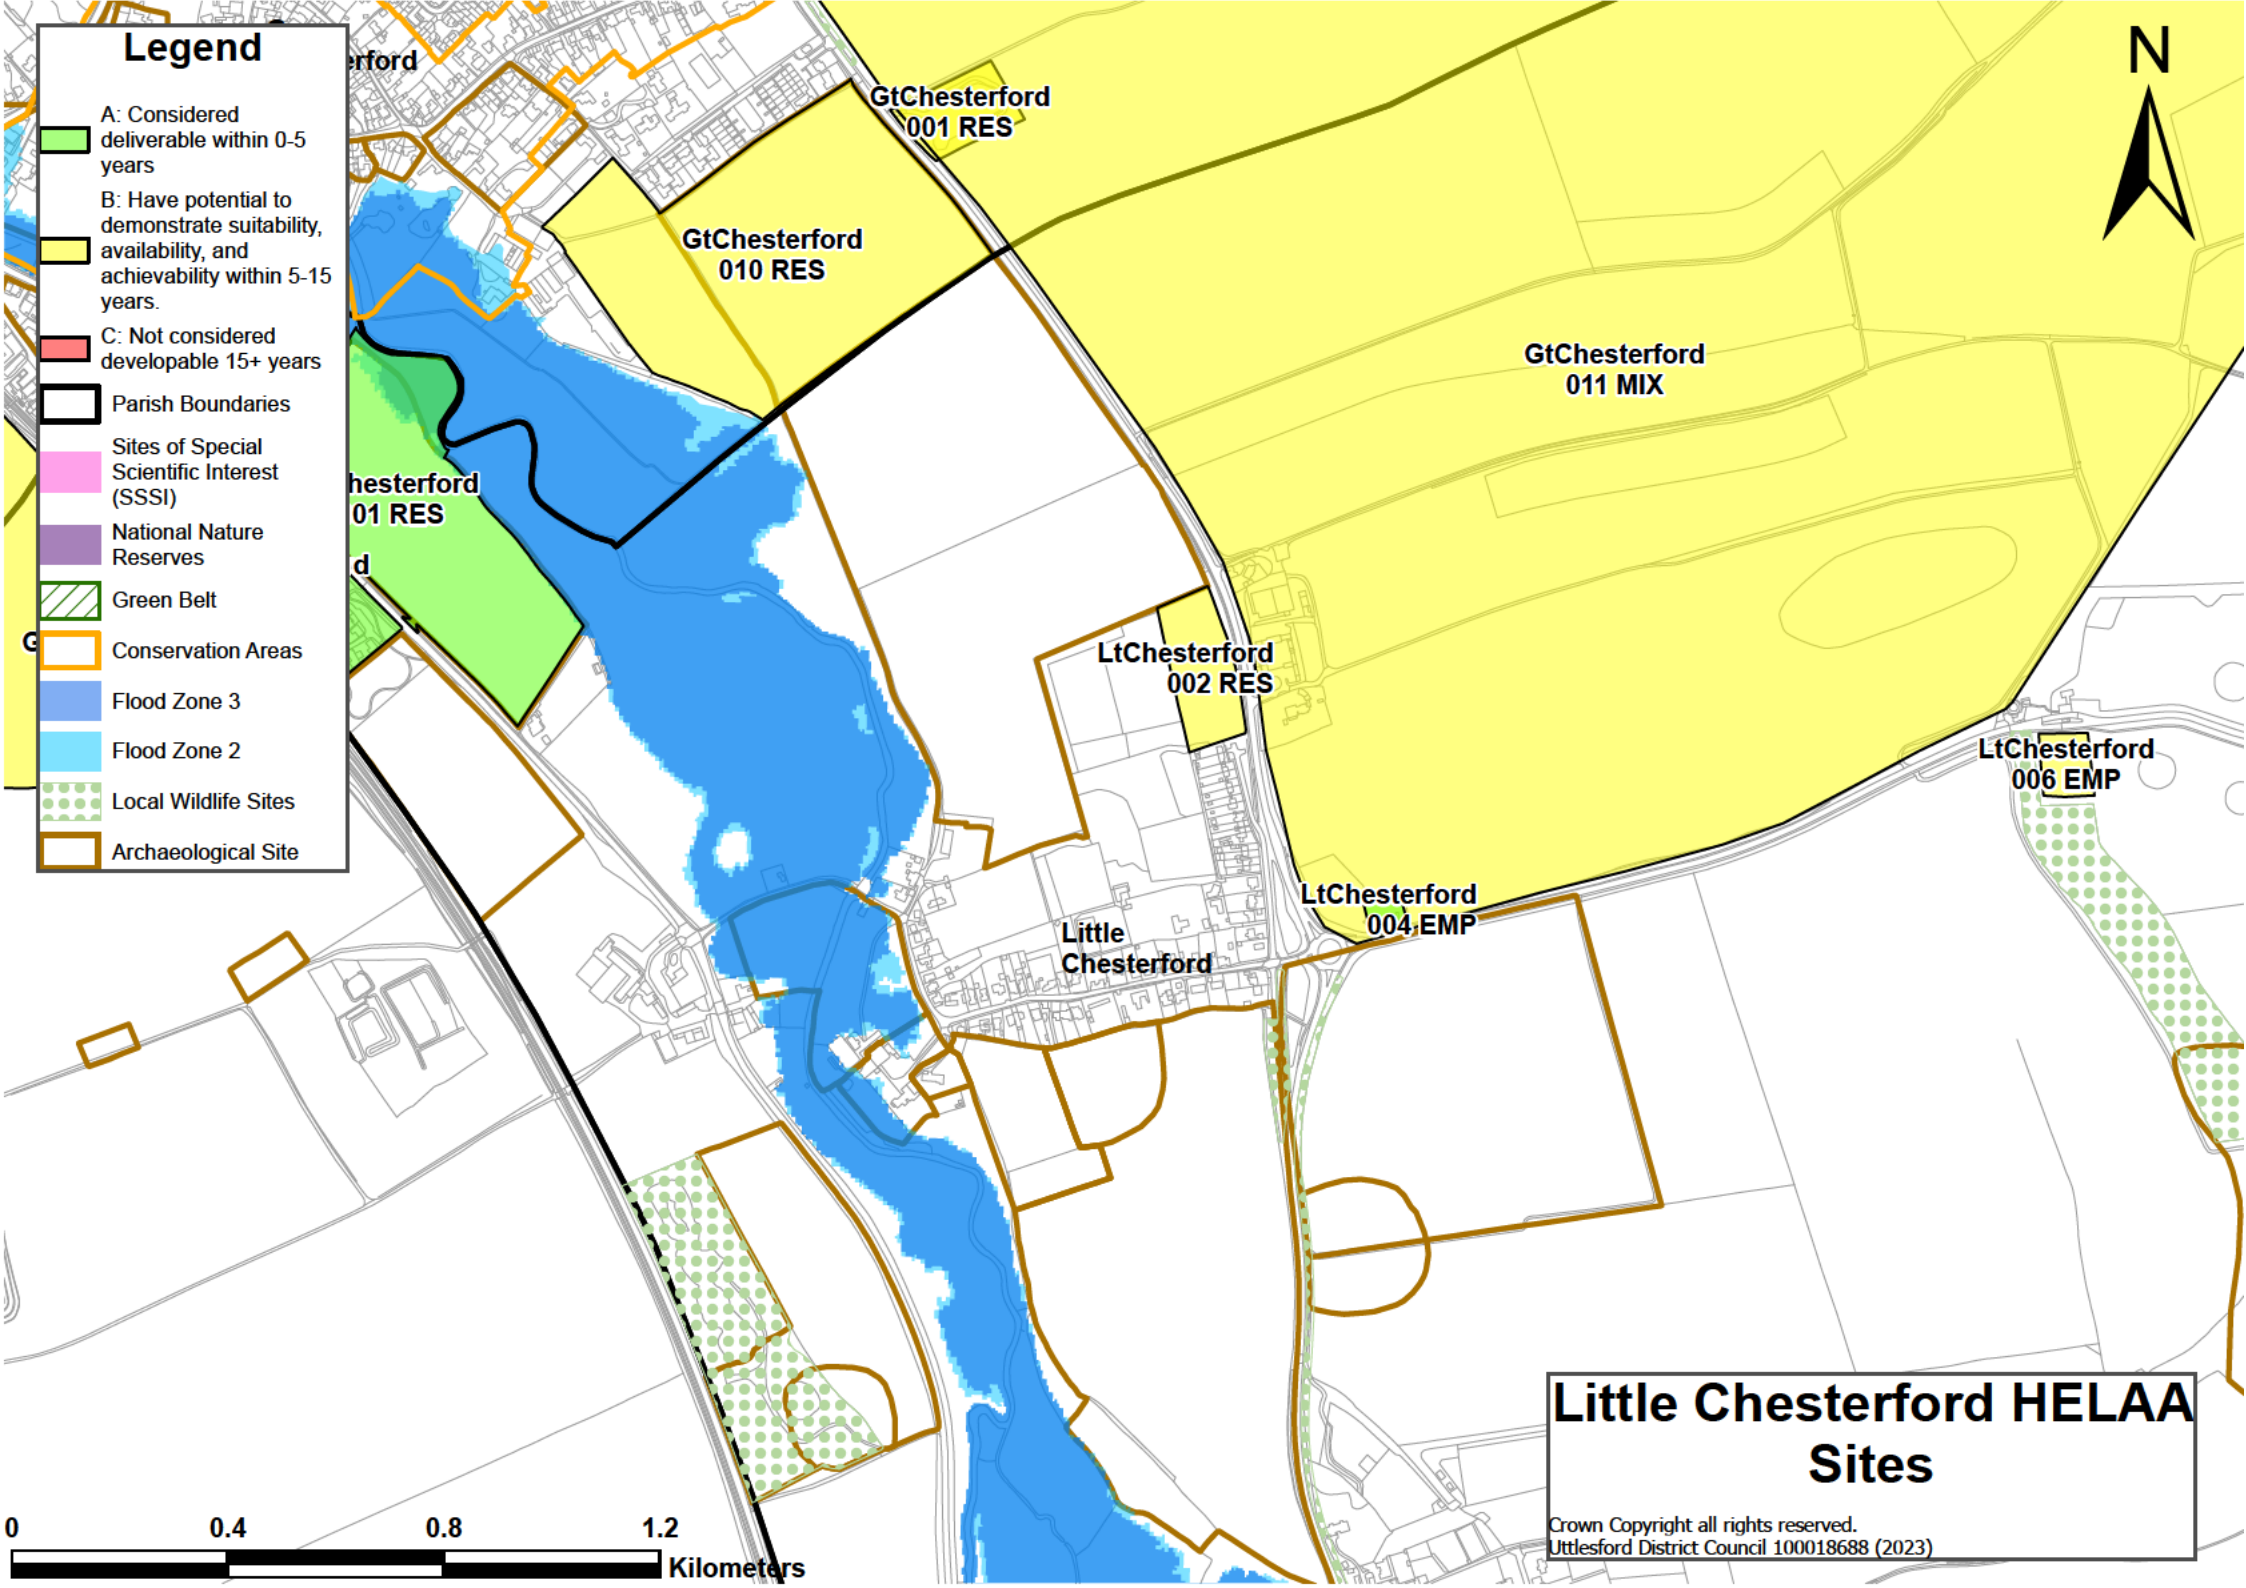 Legend
A: Considered
deliverable within 0-5
years
B: Have potential to
demonstrate suitability,
availability, and
achievability within 5-15
years.
C: Not considered
developable 15+ years
Parish Boundaries
Sites of Special
Scientific Interest
(SSSI)
National Nature
Reserves
Green Belt
Conservation Areas
Flood Zone 3
Flood Zone 2
Local Wildlife Sites
Archaeological Site
erford
GtChesterford
001 RES
N
GtChesterford
010 RES
GtChesterford
011 MIX
hesterford
01 RES
d
G
LtChesterford
002 RES
LtChesterford
006 EMP
LtChesterford
004 EMP
Little
Chesterford
0 0.4 0.8 1.2
Kilometers
Little Chesterford HELAA
Sites
Crown Copyright all rights reserved.
Uttlesford District Council 100018688 (2023)